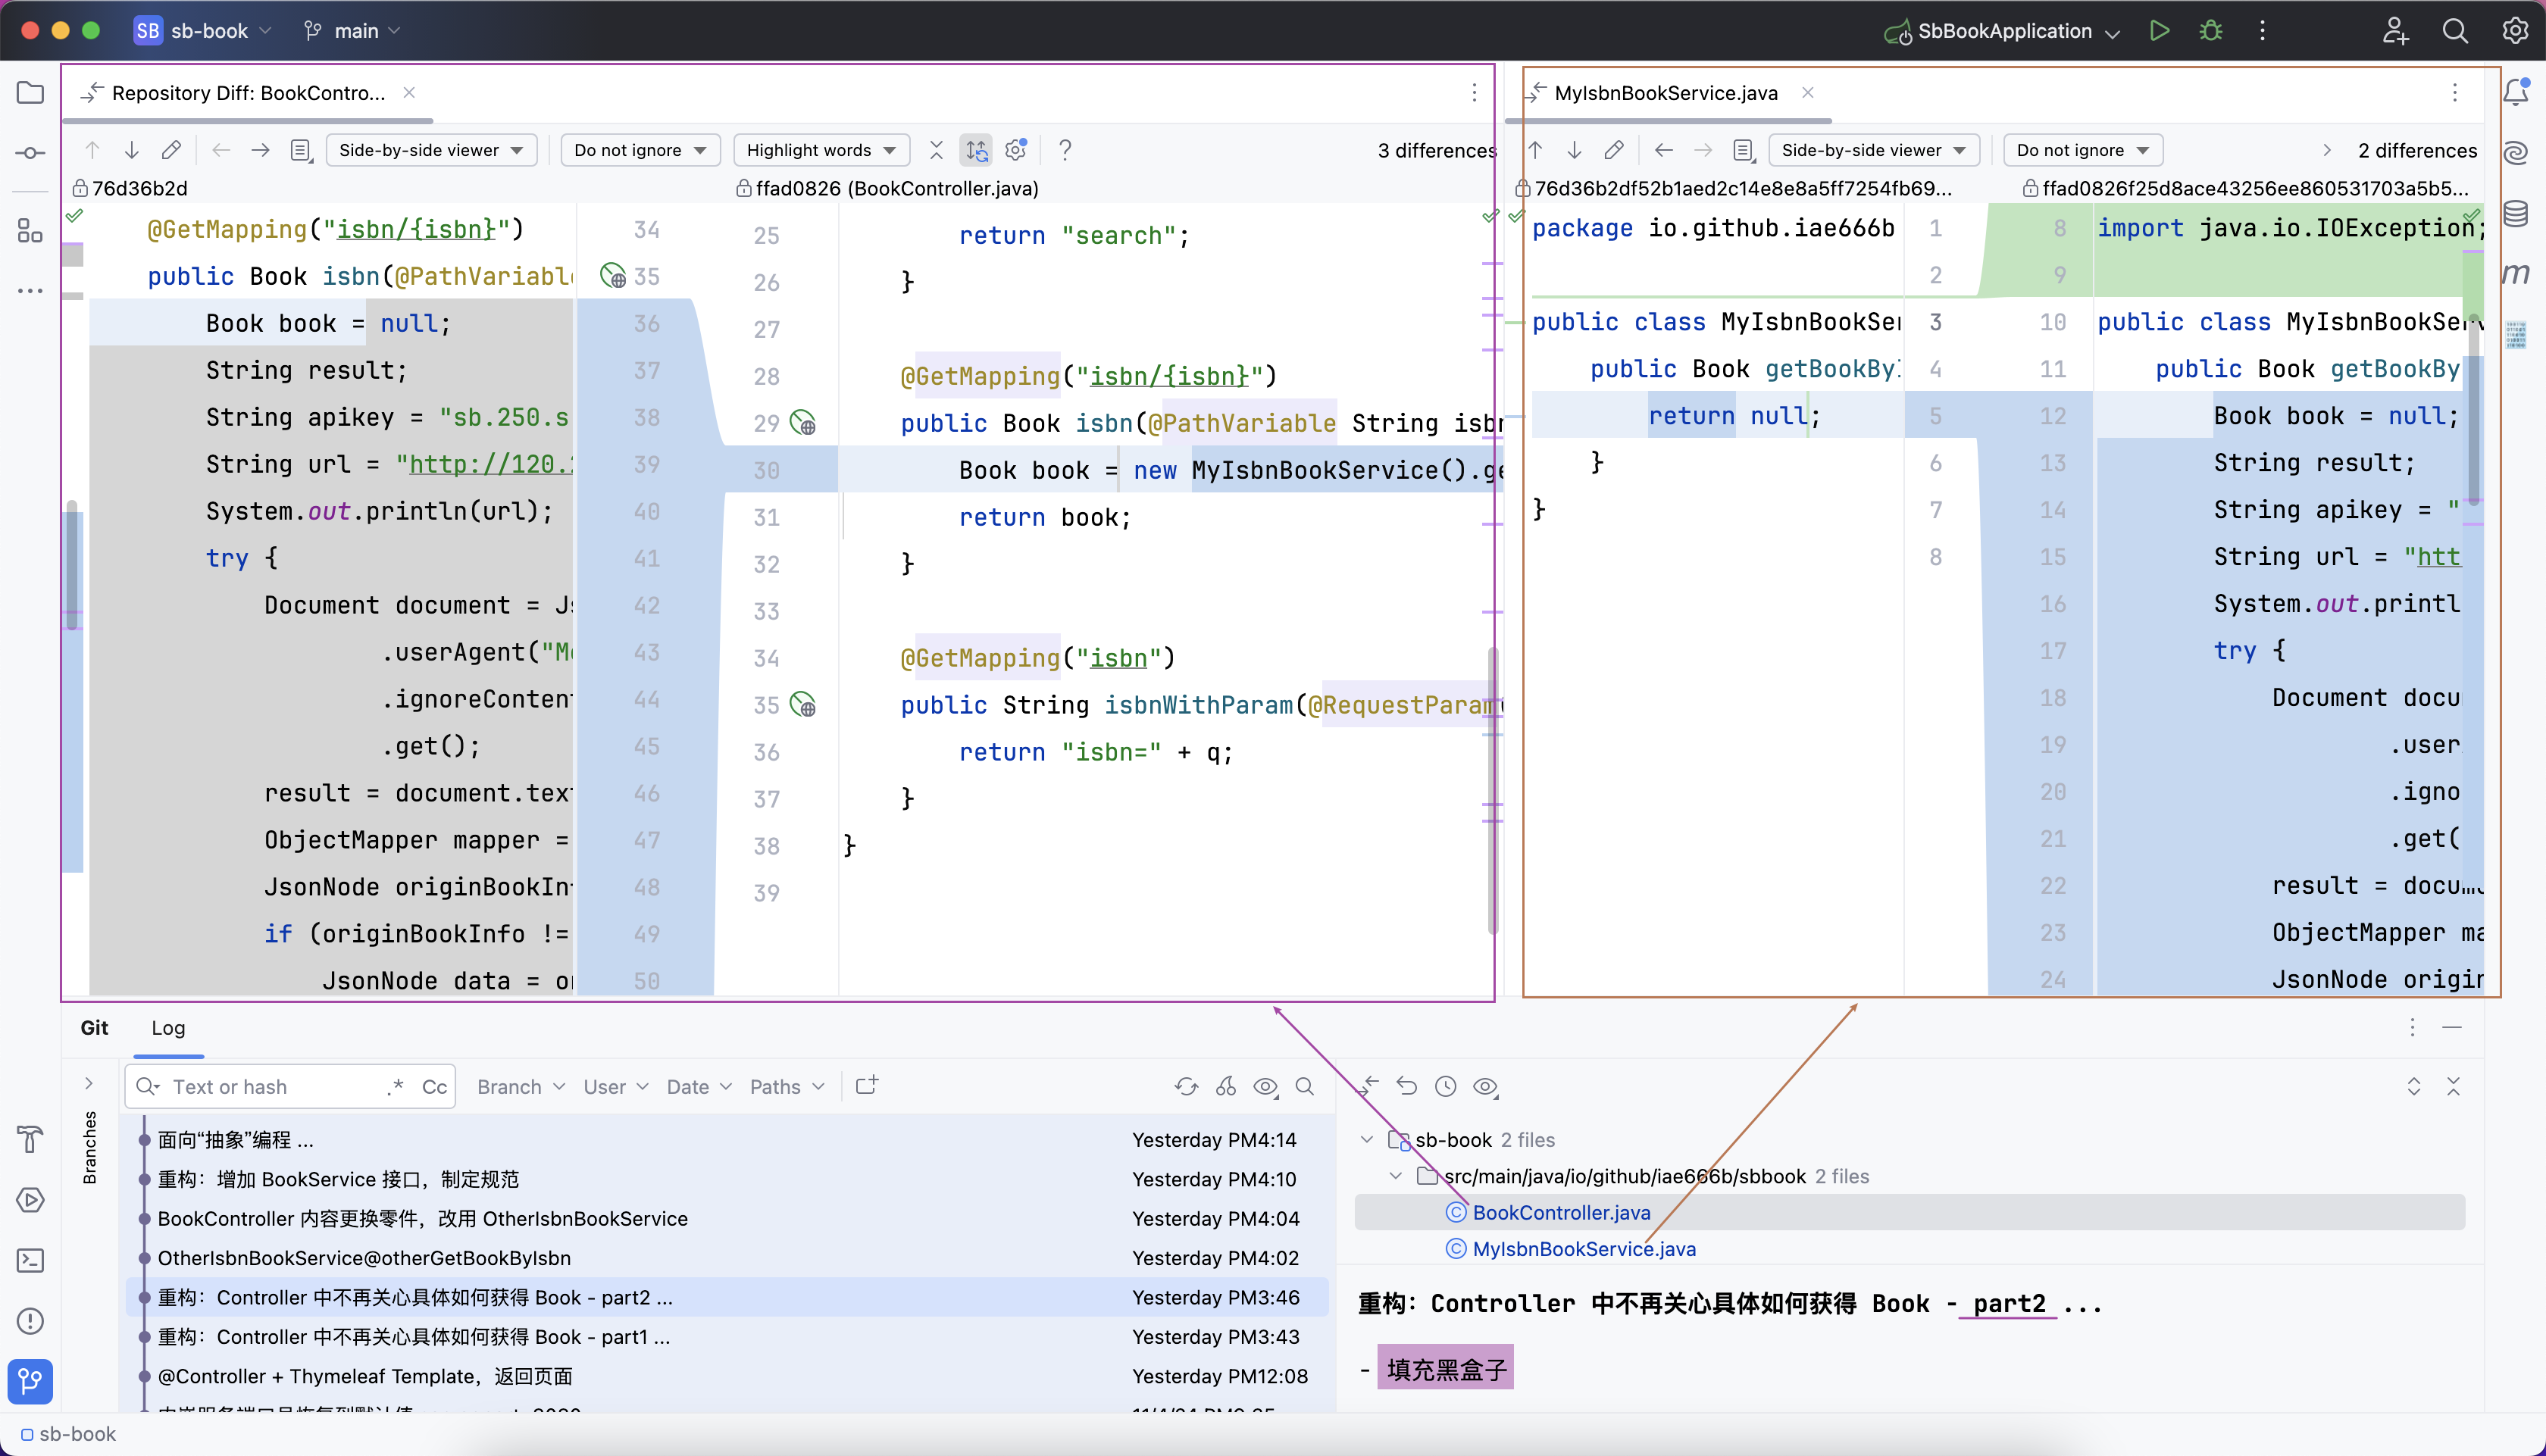 SB sb-book main SbBookApplication
Repository Diff: BookContro...
Side-by-side viewer Do not ignore Highlight words ? 3 differences
76d36b2d ffad0826 (BookController.java)
@GetMapping("isbn/{isbn}") 34
public Book isbn(@PathVariabl 35
Book book = null; 36
String result; 37
String apikey = "sb.250.s 38
String url = "http://120. 39
System.out.println(url); 40
try { 41
Document document = J 42
.userAgent("M 43
.ignoreConten 44
.get(); 45
result = document.tex 46
ObjectMapper mapper = 47
JsonNode originBookIn 48
if (originBookInfo != 49
JsonNode data = o 50
25 return "search";
26 }
27
28 @GetMapping("isbn/{isbn}")
29 public Book isbn(@PathVariable String isb
30 Book book = new MyIsbnBookService().ge
31 return book;
32 }
33
34 @GetMapping("isbn")
35 public String isbnWithParam(@RequestParam
36 return "isbn=" + q;
37 }
38 }
39
MyIsbnBookService.java
Side-by-side viewer Do not ignore 2 differences
76d36b2df52b1aed2c14e8e8a5ff7254fb69... ffad0826f25d8ace43256ee860531703a5b5...
package io.github.iae666b 1
2
public class MyIsbnBookSe 3
public Book getBookBy 4
return null; 5
} 6
} 7
8
8 import java.io.IOException;
9
10 public class MyIsbnBookSer
11 public Book getBookBy
12 Book book = null;
13 String result;
14 String apikey = "
15 String url = "htt
16 System.out.printl
17 try {
18 Document docu
19 .user
20 .igno
21 .get(
22 result = docum
23 ObjectMapper ma
24 JsonNode origin
m
Git Log
Text or hash .* Cc Branch User Date Paths
Branches
面向“抽象”编程 ... Yesterday PM4:14
重构：增加 BookService 接口，制定规范 Yesterday PM4:10
BookController 内容更换零件，改用 OtherIsbnBookService Yesterday PM4:04
OtherIsbnBookService@otherGetBookByIsbn Yesterday PM4:02
重构：Controller 中不再关心具体如何获得 Book - part2 ... Yesterday PM3:46
重构：Controller 中不再关心具体如何获得 Book - part1 ... Yesterday PM3:43
@Controller + Thymeleaf Template，返回页面 Yesterday PM12:08
sb-book 2 files
src/main/java/io/github/iae666b/sbbook 2 files
BookController.java
MyIsbnBookService.java
重构：Controller 中不再关心具体如何获得 Book - part2 ...
- 填充黑盒子
sb-book